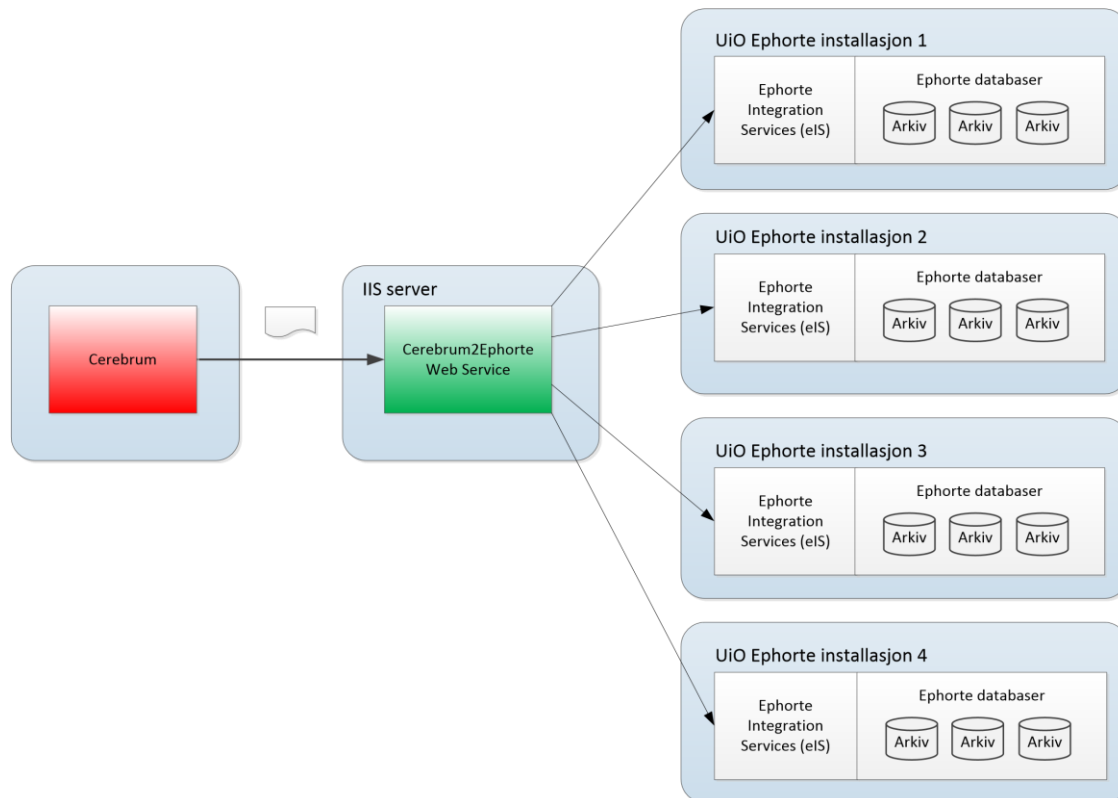 Cerebrum
IIS server
Cerebrum2Ephorte
Web Service
UiO Ephorte installasjon 1
Ephorte
Integration
Services (eIS)
Ephorte databaser
Arkiv Arkiv Arkiv
UiO Ephorte installasjon 2
Ephorte
Integration
Services (eIS)
Ephorte databaser
Arkiv Arkiv Arkiv
UiO Ephorte installasjon 3
Ephorte
Integration
Services (eIS)
Ephorte databaser
Arkiv Arkiv Arkiv
UiO Ephorte installasjon 4
Ephorte
Integration
Services (eIS)
Ephorte databaser
Arkiv Arkiv Arkiv